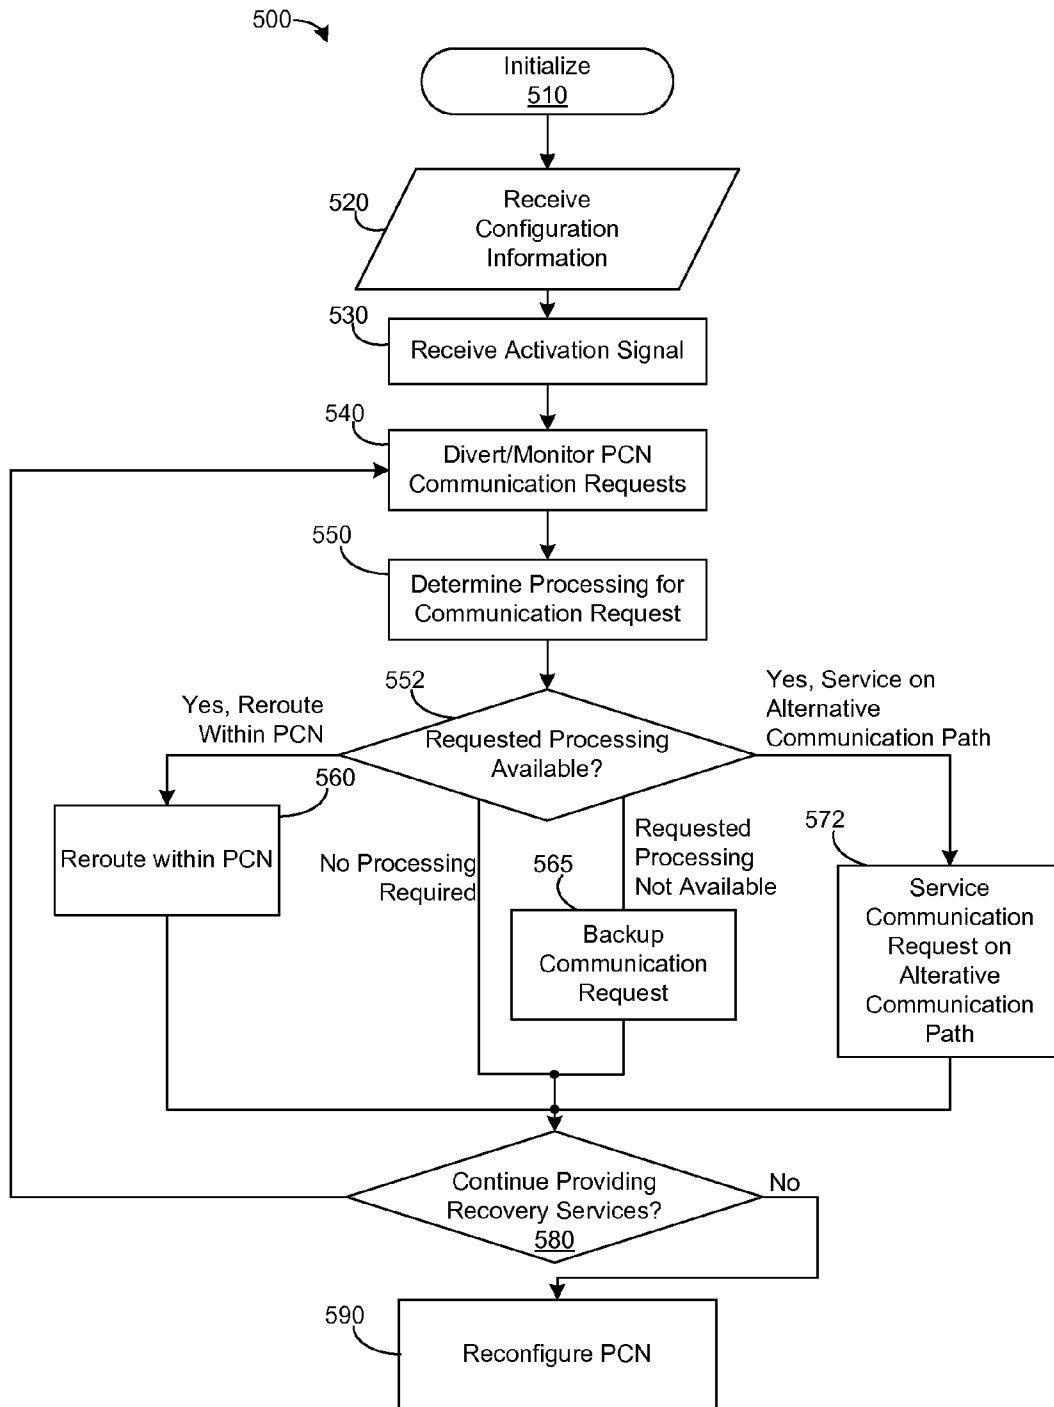 500
Initialize
510
520
Receive
Configuration
Information
530
Receive Activation Signal
540
Divert/Monitor PCN
Communication Requests
550
Determine Processing for
Communication Request
552
Requested Processing
Available?
Yes, Reroute
Within PCN
Yes, Service on
Alternative
Communication Path
560
Reroute within PCN
No Processing
Required
Requested
Processing
Not Available
565
Backup
Communication
Request
572
Service
Communication
Request on
Alterative
Communication
Path
Continue Providing
Recovery Services?
580
No
590
Reconfigure PCN